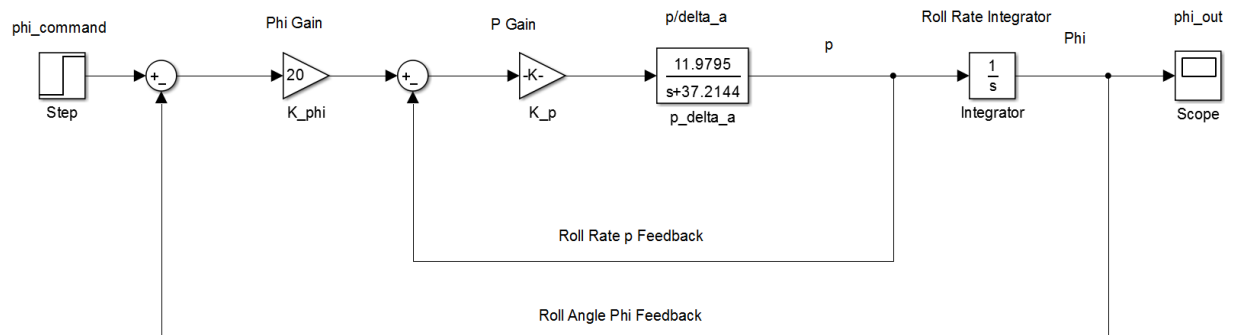 phi_command
Phi Gain
P Gain
p/delta_a
p
Roll Rate Integrator
Phi
phi_out
+
-
20
+
-
-K-
11.9795
s+37.2144
1
s
Step
K_phi
K_p
p_delta_a
Integrator
Scope
Roll Rate p Feedback
Roll Angle Phi Feedback